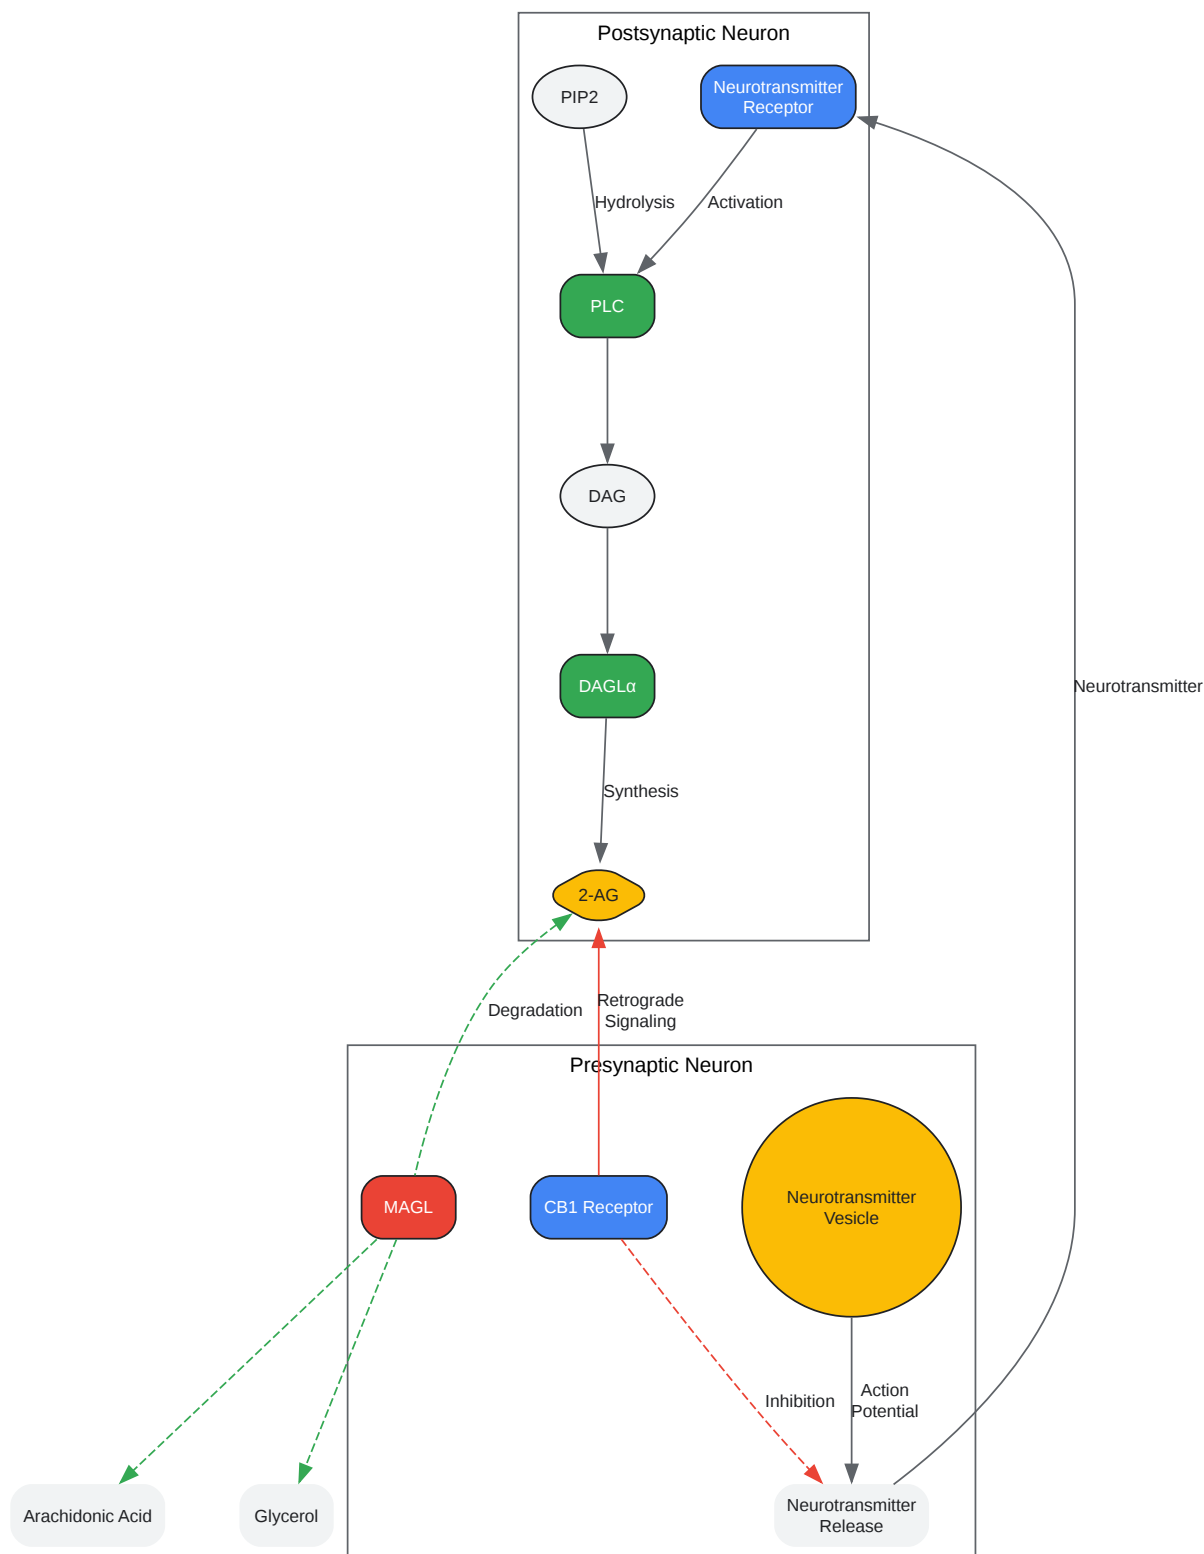 Postsynaptic Neuron
PIP2
Neurotransmitter
Receptor
Hydrolysis
Activation
PLC
DAG
DAGLα
Neurotransmitter
Synthesis
2-AG
Degradation
Retrograde
Signaling
Presynaptic Neuron
MAGL
CB1 Receptor
Neurotransmitter
Vesicle
Inhibition
Action
Potential
Arachidonic Acid
Glycerol
Neurotransmitter
Release